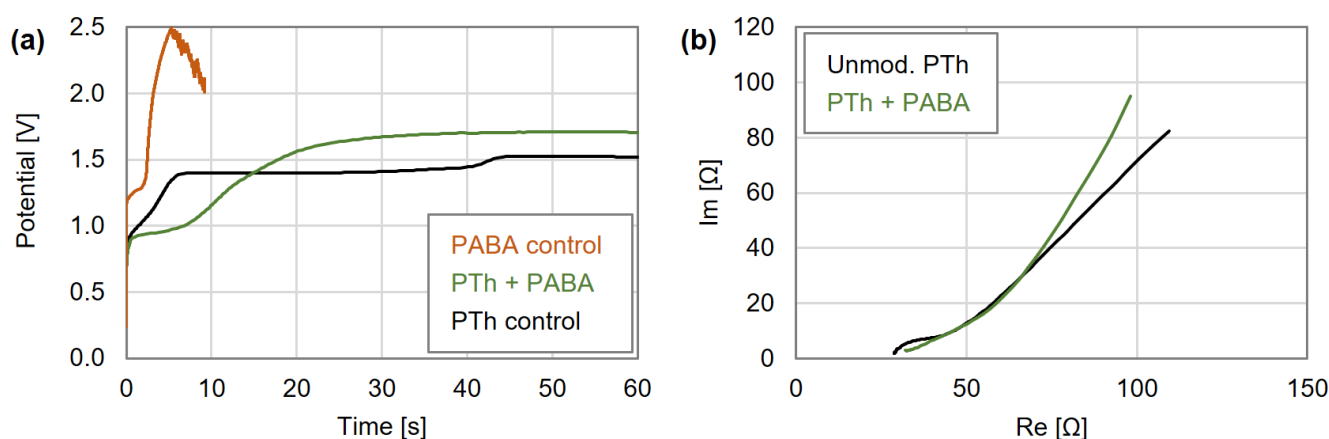 (a)
Potential [V]
2.5
2.0
1.5
1.0
0.5
0.0
PABA control
PTh + PABA
PTh control
0 10 20 30 40 50 60
Time [s]
(b)
Im [Ω]
120
100
80
60
40
20
0
Unmod. PTh
PTh + PABA
0 50 100 150
Re [Ω]